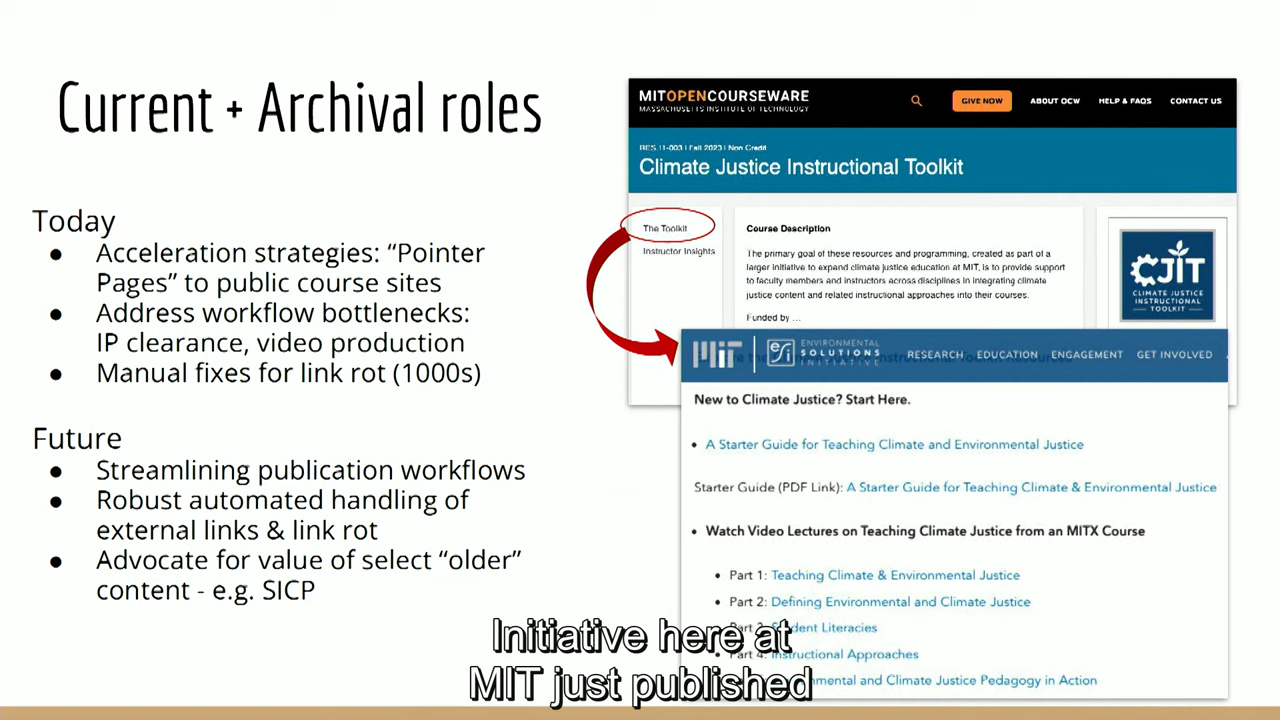 Current + Archival roles
Today
● Acceleration strategies: “Pointer
Pages” to public course sites
● Address workflow bottlenecks:
IP clearance, video production
● Manual fixes for link rot (1000s)
Future
● Streamlining publication workflows
● Robust automated handling of
external links & link rot
● Advocate for value of select “older”
content - e.g. SICP
MITOPENCOURSEWARE
MASSACHUSETTS INSTITUTE OF TECHNOLOGY
GIVE NOW ABOUT OCW HELP & FAQS CONTACT US
RES.11-003 | Fall 2023 | Non Credit
Climate Justice Instructional Toolkit
The Toolkit
Instructor Insights
Course Description
The primary goal of these resources and programming, created as part of a
larger initiative to expand climate justice education at MIT, is to provide support
to faculty members and instructors across disciplines in integrating climate
justice content and related instructional approaches into their courses.
Funded by ...
CJIT
CLIMATE JUSTICE
INSTRUCTIONAL
TOOLKIT
MIT
esi
ENVIRONMENTAL
SOLUTIONS
INITIATIVE
RESEARCH EDUCATION ENGAGEMENT GET INVOLVED
New to Climate Justice? Start Here.
• A Starter Guide for Teaching Climate and Environmental Justice
Starter Guide (PDF Link): A Starter Guide for Teaching Climate & Environmental Justice
• Watch Video Lectures on Teaching Climate Justice from an MITX Course
• Part 1: Teaching Climate & Environmental Justice
• Part 2: Defining Environmental and Climate Justice
Literacies
• Part 4: Instructional Approaches
and Climate Justice Pedagogy in Action
Initiative here at
MIT just published